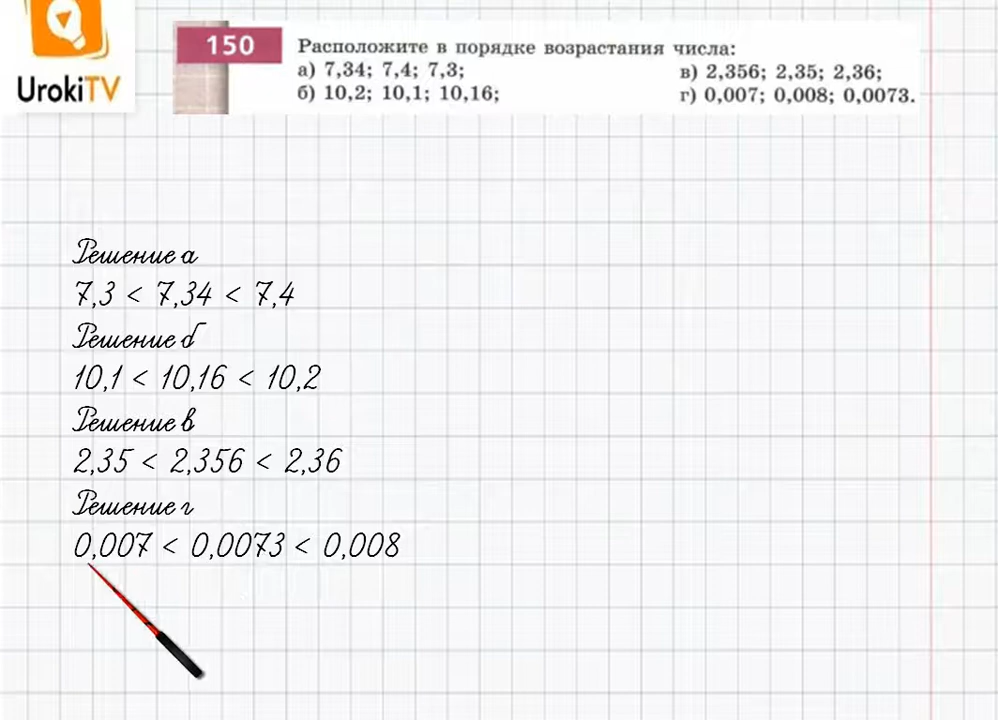 UrokiTV
150
Расположите в порядке возрастания числа:
а) 7,34; 7,4; 7,3;
б) 10,2; 10,1; 10,16;
в) 2,356; 2,35; 2,36;
г) 0,007; 0,008; 0,0073.
Решение а
7,3 < 7,34 < 7,4
Решение б
10,1 < 10,16 < 10,2
Решение в
2,35 < 2,356 < 2,36
Решение г
0,007 < 0,0073 < 0,008